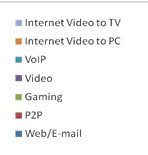 Internet Video to TV
Internet Video to PC
VoIP
Video
Gaming
P2P
Web/E-mail